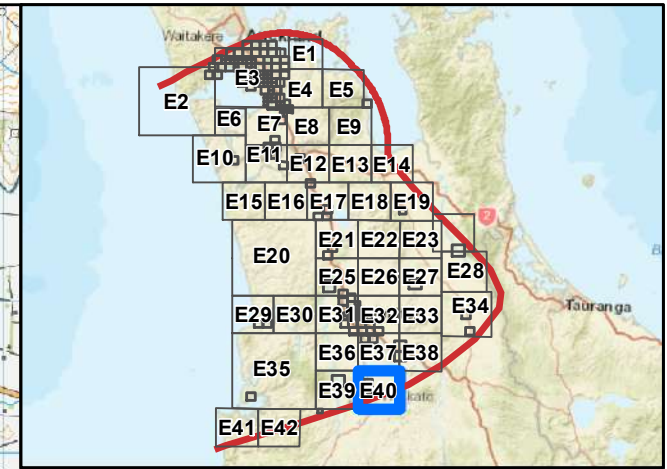 Waitakere
E1
E3
E4 E5
E2
E6 E7 E8 E9
E10 E11 E12 E13 E14
E15 E16 E17 E18 E19
2
E20 E21 E22 E23
E25 E26 E27 E28
E29 E30 E31 E32 E33 E34
Tauranga
E35 E36 E37 E38
E39 E40
E41 E42